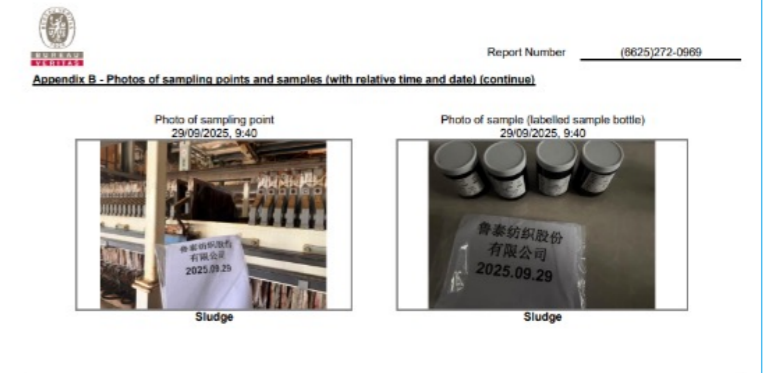 BUREAU
VERITAS
Report Number (6625)272-0969
Appendix B - Photos of sampling points and samples (with relative time and date) (continue)
Photo of sampling point
29/09/2025, 9:40
Photo of sample (labelled sample bottle)
29/09/2025, 9:40
鲁泰纺织股份
有限公司
2025.09.29
鲁泰纺织股份
有限公司
2025.09.29
Sludge
Sludge